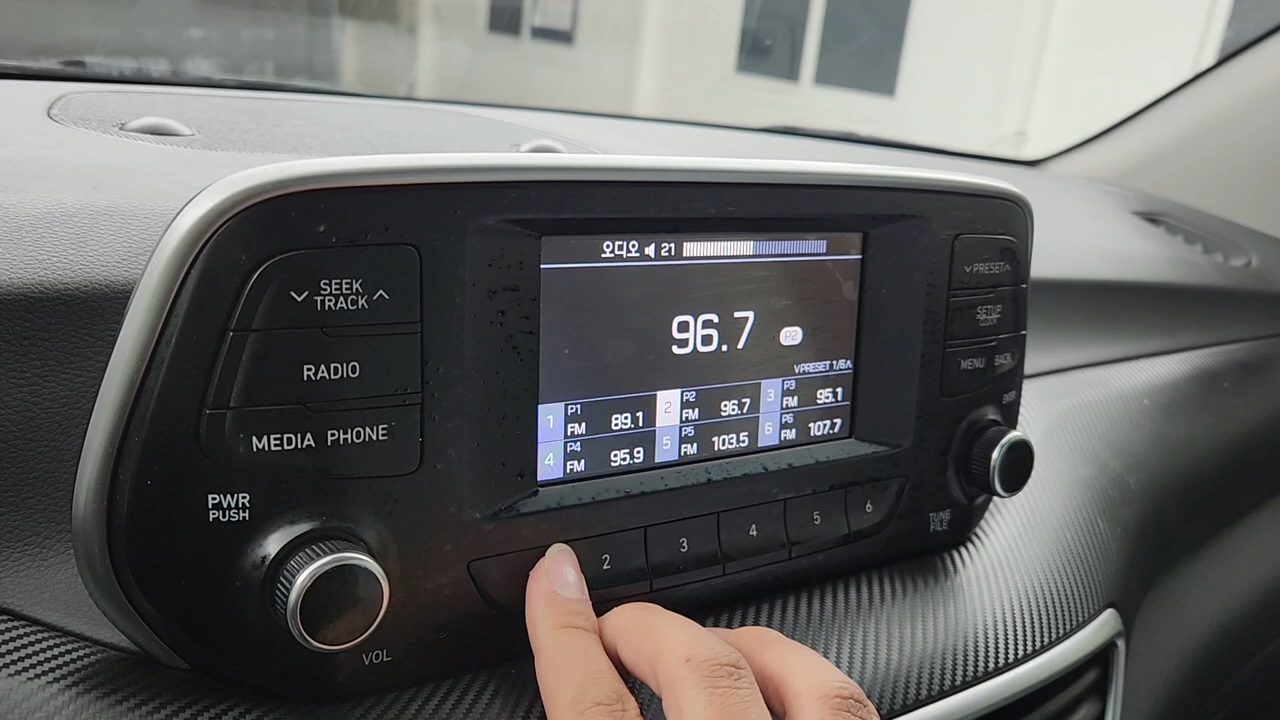 오디오 21
96.7 P2
PRESET 1/6
1 P1 FM 89.1 2 P2 FM 96.7 3 P3 FM 95.1
4 P4 FM 95.9 5 P5 FM 103.5 6 P6 FM 107.7
SEEK
TRACK
RADIO
MEDIA PHONE
PWR
PUSH
VOL
2 3 4 5 6
PRESET
SETUP
CLOCK
MENU BACK
ENTER
TUNE
FILE